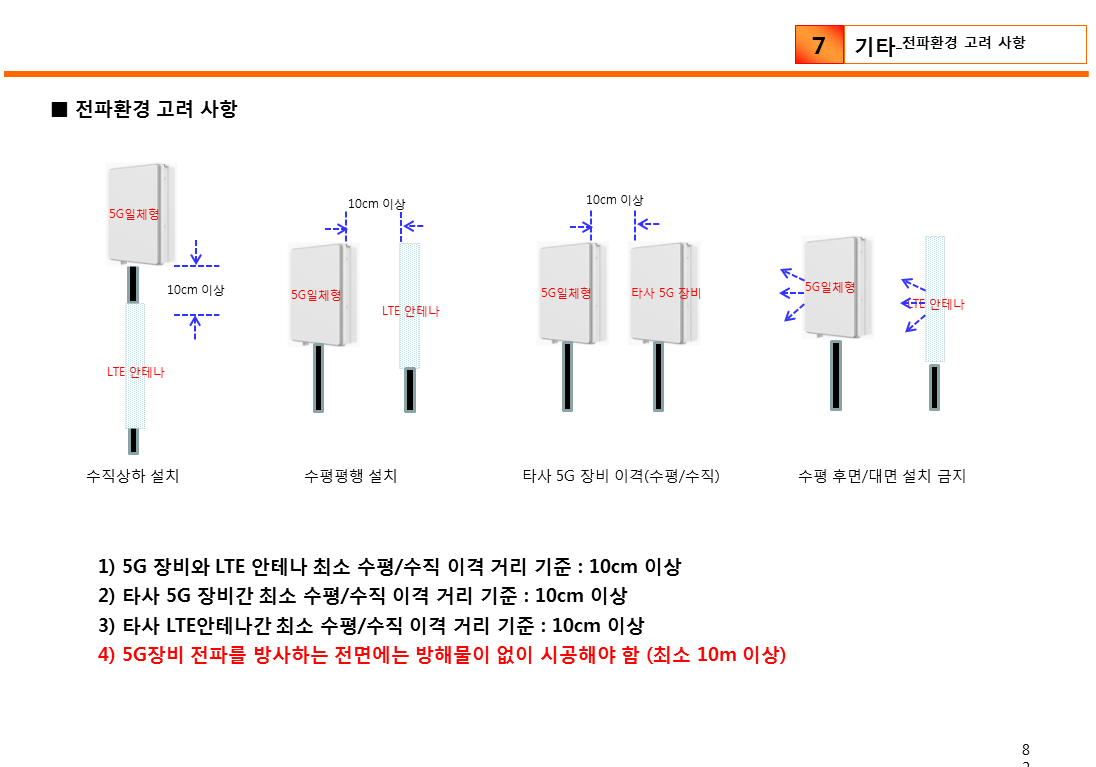 7 기타-전파환경 고려 사항
■ 전파환경 고려 사항
5G일체형
10cm 이상
LTE 안테나
수직상하 설치
10cm 이상
5G일체형
LTE 안테나
수평평행 설치
10cm 이상
5G일체형
타사 5G 장비
타사 5G 장비 이격(수평/수직)
5G일체형
LTE 안테나
수평 후면/대면 설치 금지
1) 5G 장비와 LTE 안테나 최소 수평/수직 이격 거리 기준 : 10cm 이상
2) 타사 5G 장비간 최소 수평/수직 이격 거리 기준 : 10cm 이상
3) 타사 LTE안테나간 최소 수평/수직 이격 거리 기준 : 10cm 이상
4) 5G장비 전파를 방사하는 전면에는 방해물이 없이 시공해야 함 (최소 10m 이상)
8